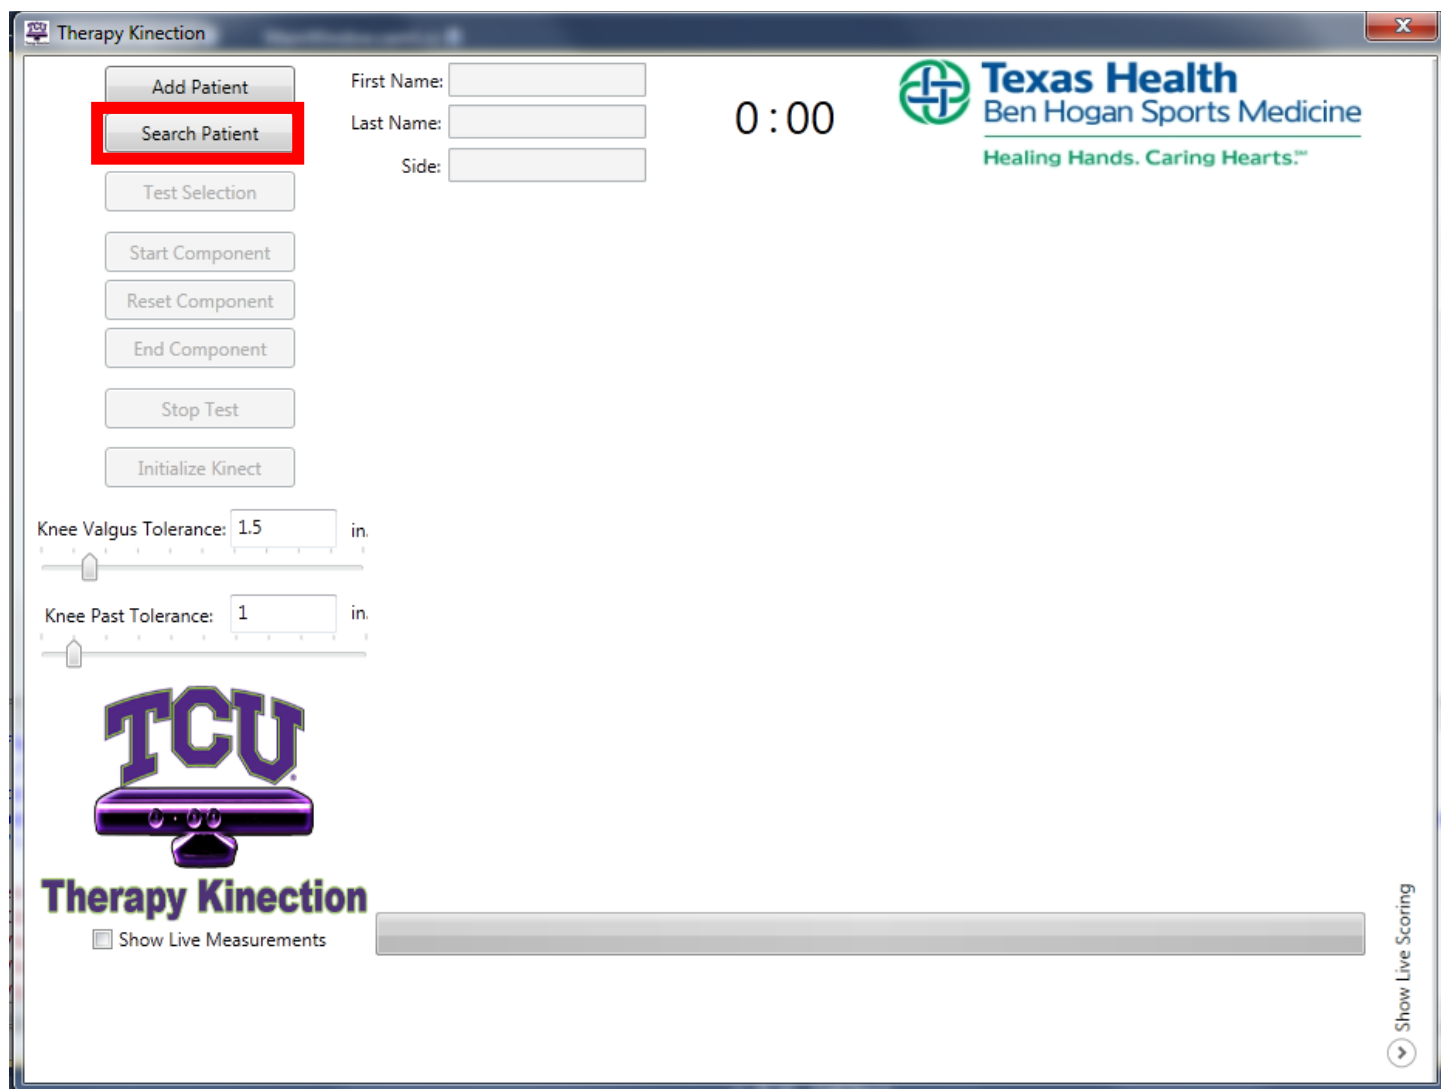 Therapy Kinection
Add Patient
Search Patient
Test Selection
Start Component
Reset Component
End Component
Stop Test
Initialize Kinect
First Name:
Last Name:
Side:
0:00
Texas Health
Ben Hogan Sports Medicine
Healing Hands. Caring Hearts.℠
Knee Valgus Tolerance: 1.5 in.
Knee Past Tolerance: 1 in.
TCU
Therapy Kinection
Show Live Measurements
Show Live Scoring